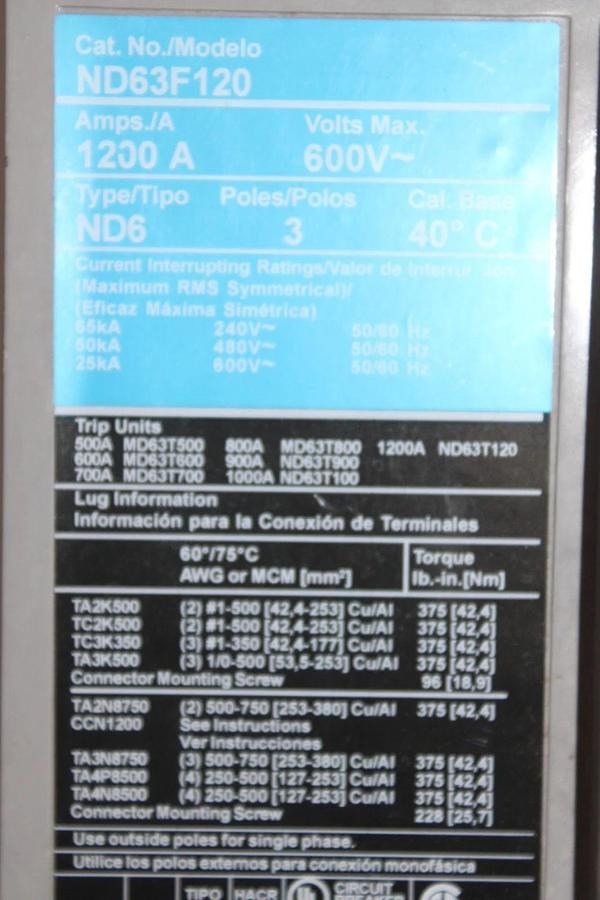 Cat. No./Modelo
ND63F120
Amps./A Volts Max.
1200 A 600V~
Type/Tipo Poles/Polos Cal. Base
ND6 3 40° C
Current Interrupting Ratings/Valor de
(Maximum RMS Symmetrical)/
(Eficaz Máxima Simétrica)
65kA 240V~ 50/60 Hz
50kA 480V~ 50/60 Hz
25kA 600V~ 50/60 Hz
Trip Units
500A MD63T500 800A MD63T800 1200A ND63T120
600A MD63T600 900A ND63T900
700A MD63T700 1000A ND63T100
Lug Information
Información para la Conexión de Terminales
60°/75°C Torque
AWG or MCM [mm²] lb.-in.[Nm]
TA2K500 (2) #1-500 [42,4-253] Cu/Al 375 [42,4]
TC2K500 (2) #1-500 [42,4-253] Cu/Al 375 [42,4]
TC3K350 (3) #1-350 [42,4-177] Cu/Al 375 [42,4]
TA3K500 (3) 1/0-500 [53,5-253] Cu/Al 375 [42,4]
Connector Mounting Screw 96 [18,9]
TA2N8750 (2) 500-750 [253-380] Cu/Al 375 [42,4]
CCN1200 See Instructions
Ver Instrucciones
TA3N8750 (3) 500-750 [253-380] Cu/Al 375 [42,4]
TA4P8500 (4) 250-500 [127-253] Cu/Al 375 [42,4]
TA4N8500 (4) 250-500 [127-253] Cu/Al 375 [42,4]
Connector Mounting Screw 228 [25,7]
Use outside poles for single phase.
Utilice los polos externos para conexión monofásica
TIPO HACR UL CIRCUIT
BREAKER